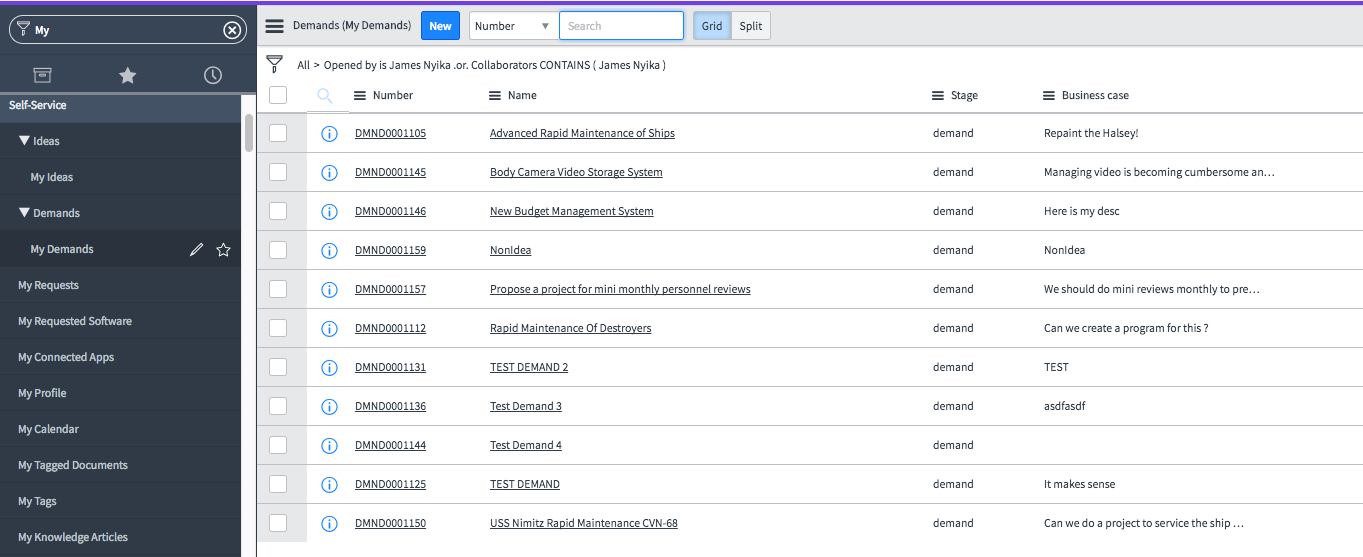 My
Demands (My Demands) New Number Search Grid Split
All > Opened by is James Nyika .or. Collaborators CONTAINS ( James Nyika )
Self-Service
Ideas
My Ideas
Demands
My Demands
My Requests
My Requested Software
My Connected Apps
My Profile
My Calendar
My Tagged Documents
My Tags
My Knowledge Articles
Number Name Stage Business case
DMND0001105 Advanced Rapid Maintenance of Ships demand Repaint the Halsey!
DMND0001145 Body Camera Video Storage System demand Managing video is becoming cumbersome an...
DMND0001146 New Budget Management System demand Here is my desc
DMND0001159 NonIdea demand NonIdea
DMND0001157 Propose a project for mini monthly personnel reviews demand We should do mini reviews monthly to pre...
DMND0001112 Rapid Maintenance Of Destroyers demand Can we create a program for this ?
DMND0001131 TEST DEMAND 2 demand TEST
DMND0001136 Test Demand 3 demand asdfasdf
DMND0001144 Test Demand 4 demand
DMND0001125 TEST DEMAND demand It makes sense
DMND0001150 USS Nimitz Rapid Maintenance CVN-68 demand Can we do a project to service the ship ...